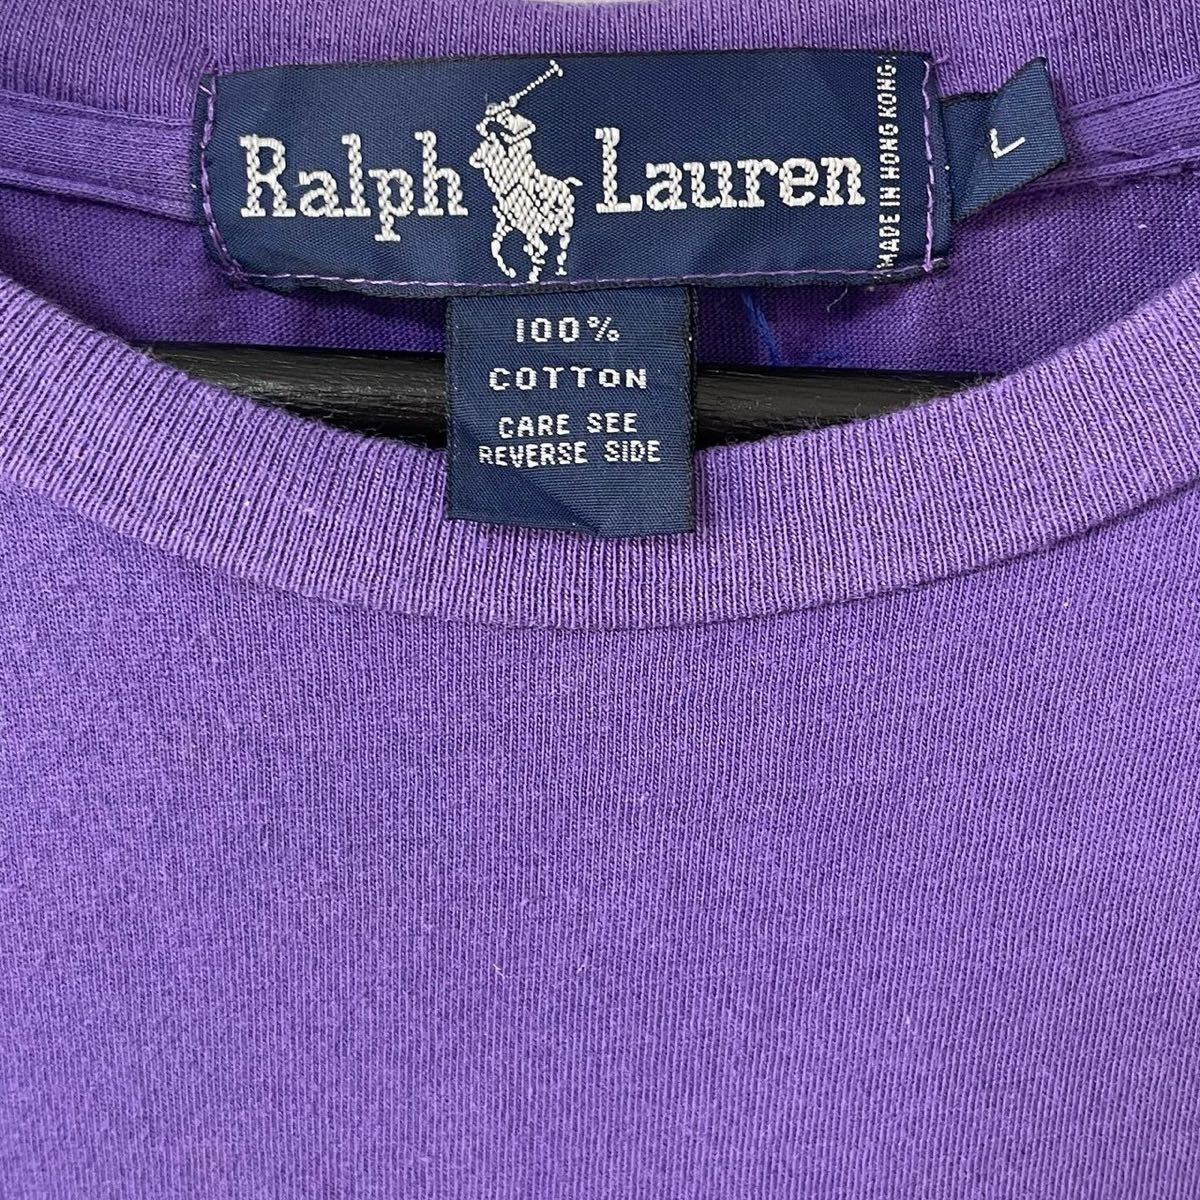 Ralph Lauren
MADE IN HONG KONG
L
100%
COTTON
CARE SEE
REVERSE SIDE